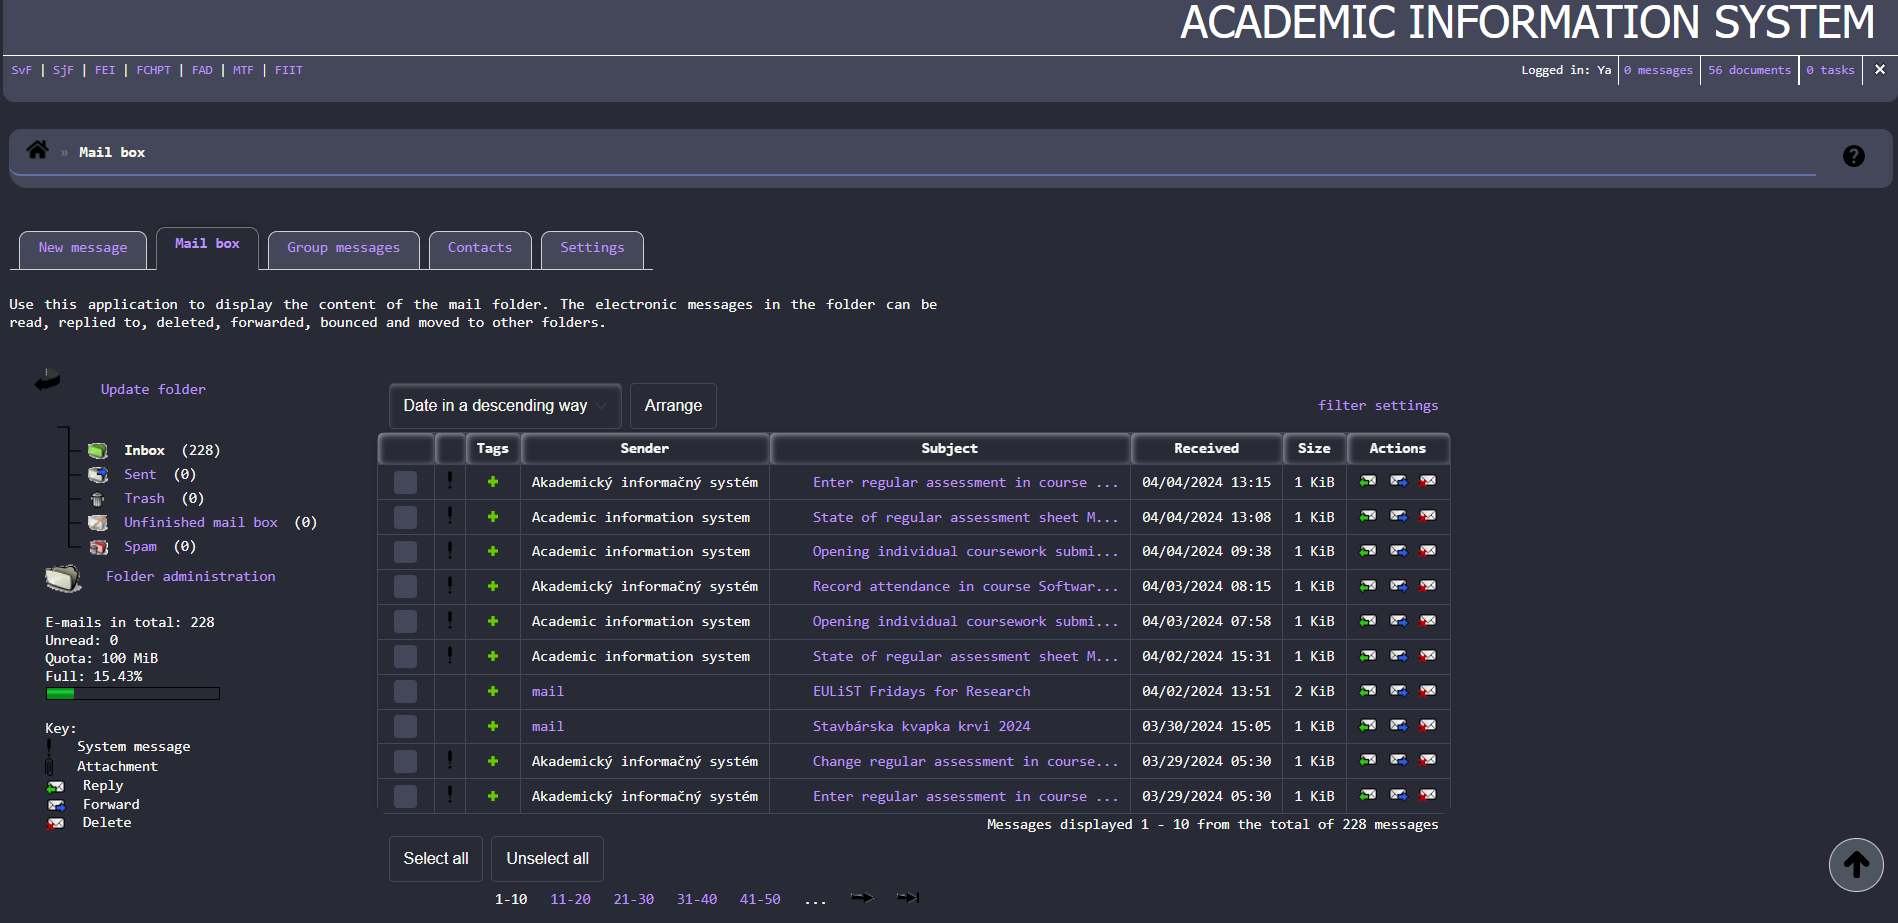 ACADEMIC INFORMATION SYSTEM
SvF | SjF | FEI | FCHPT | FAD | MTF | FIIT
Logged in: Ya | 0 messages | 56 documents | 0 tasks
» Mail box
New message
Mail box
Group messages
Contacts
Settings
Use this application to display the content of the mail folder. The electronic messages in the folder can be
read, replied to, deleted, forwarded, bounced and moved to other folders.
Update folder
Inbox (228)
Sent (0)
Trash (0)
Unfinished mail box (0)
Spam (0)
Folder administration
E-mails in total: 228
Unread: 0
Quota: 100 MiB
Full: 15.43%
Key:
System message
Attachment
Reply
Forward
Delete
Date in a descending way
Arrange
filter settings
Tags Sender Subject Received Size Actions
Akademický informačný systém Enter regular assessment in course ... 04/04/2024 13:15 1 KiB
Academic information system State of regular assessment sheet M... 04/04/2024 13:08 1 KiB
Academic information system Opening individual coursework submi... 04/04/2024 09:38 1 KiB
Akademický informačný systém Record attendance in course Softwar... 04/03/2024 08:15 1 KiB
Academic information system Opening individual coursework submi... 04/03/2024 07:58 1 KiB
Academic information system State of regular assessment sheet M... 04/02/2024 15:31 1 KiB
mail EULiST Fridays for Research 04/02/2024 13:51 2 KiB
mail Stavbárska kvapka krvi 2024 03/30/2024 15:05 1 KiB
Akademický informačný systém Change regular assessment in course... 03/29/2024 05:30 1 KiB
Akademický informačný systém Enter regular assessment in course ... 03/29/2024 05:30 1 KiB
Messages displayed 1 - 10 from the total of 228 messages
Select all
Unselect all
1-10 11-20 21-30 31-40 41-50 ...